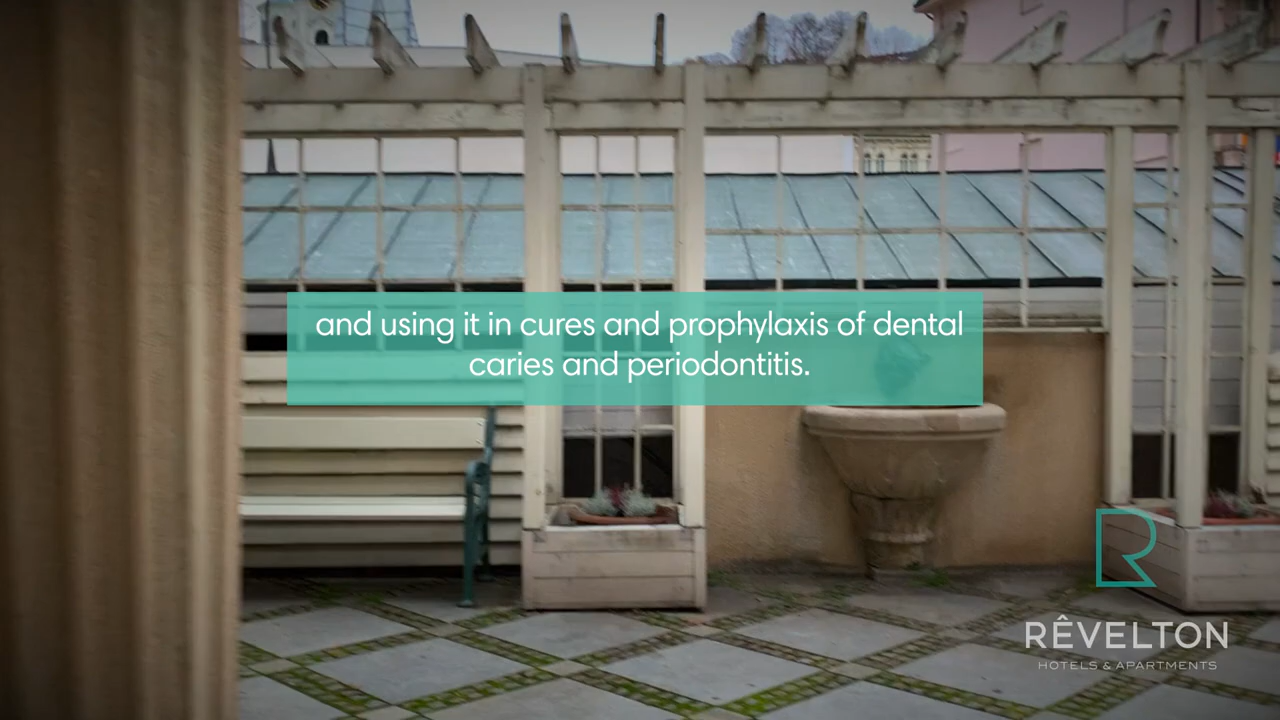 and using it in cures and prophylaxis of dental
caries and periodontitis.
RÊVELTON
HOTELS & APARTMENTS